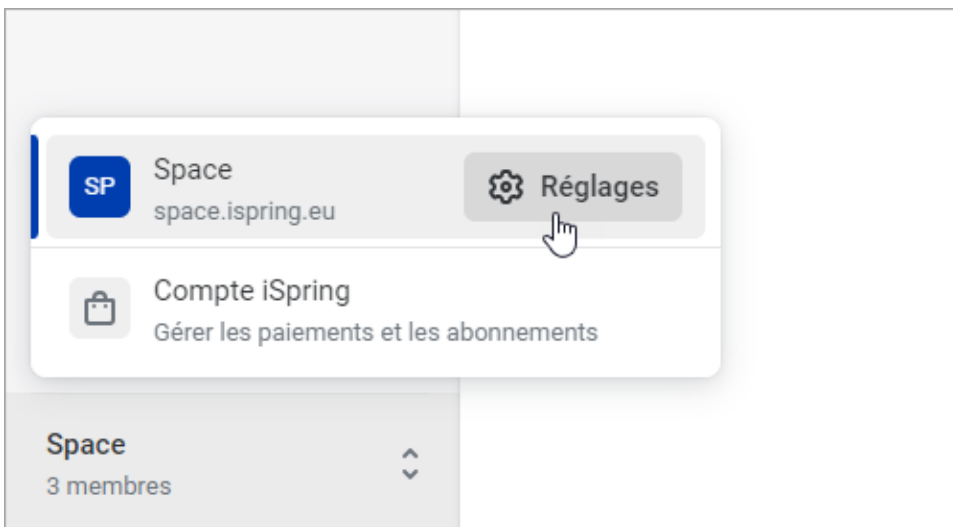 SP
Space
space.ispring.eu
Réglages
Compte iSpring
Gérer les paiements et les abonnements
Space
3 membres